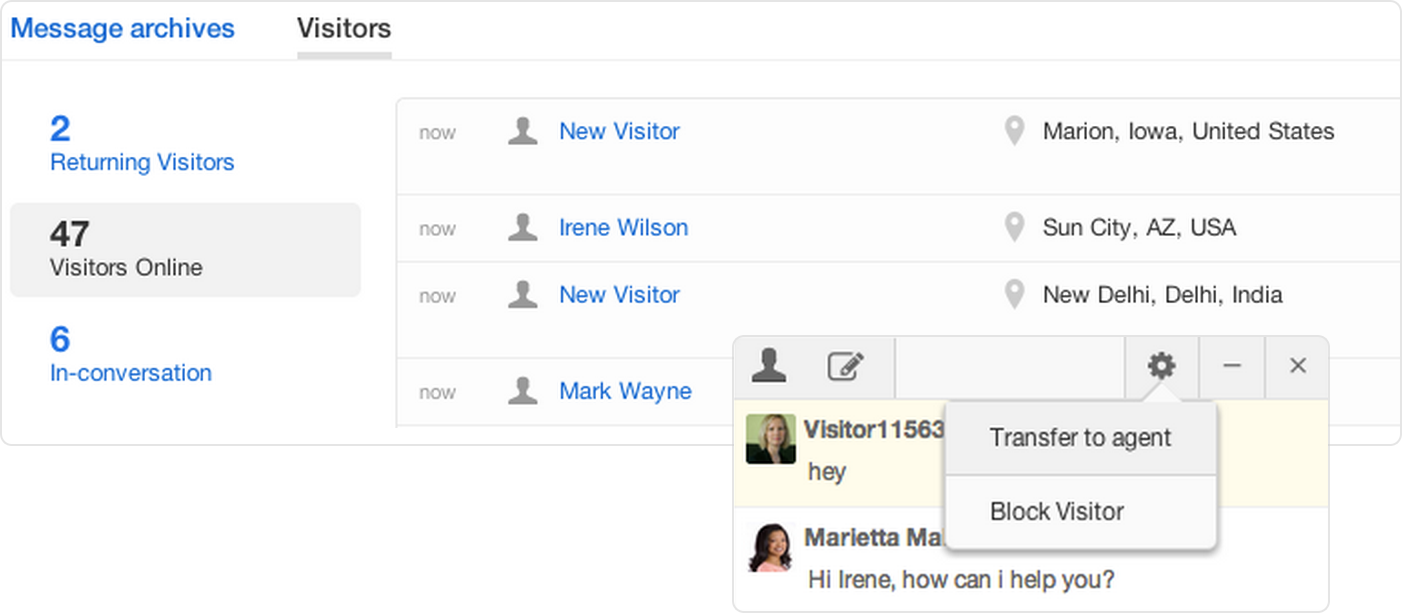 Message archives Visitors
2
Returning Visitors
47
Visitors Online
6
In-conversation
now New Visitor Marion, Iowa, United States
now Irene Wilson Sun City, AZ, USA
now New Visitor New Delhi, Delhi, India
now Mark Wayne
Visitor11563
hey
Transfer to agent
Block Visitor
Marietta
Hi Irene, how can i help you?